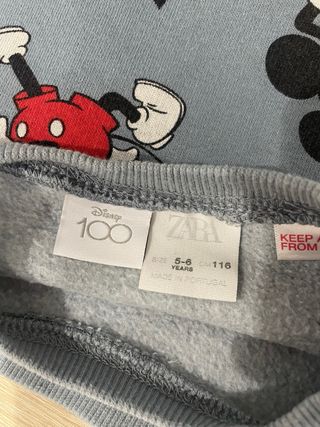 Disney
100
ZARA
SIZE 5-6 CM 116
YEARS
MADE IN PORTUGAL
KEEP A
FROM